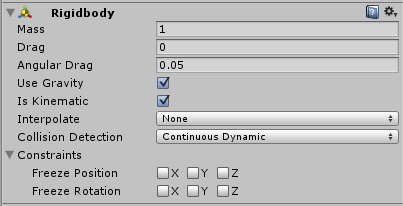 Rigidbody
Mass 1
Drag 0
Angular Drag 0.05
Use Gravity
Is Kinematic
Interpolate None
Collision Detection Continuous Dynamic
Constraints
Freeze Position X Y Z
Freeze Rotation X Y Z